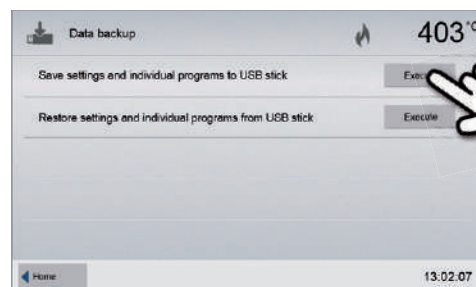 Data backup 403 °C
Save settings and individual programs to USB stick
Restore settings and individual programs from USB stick Execute
Home 13:02:07